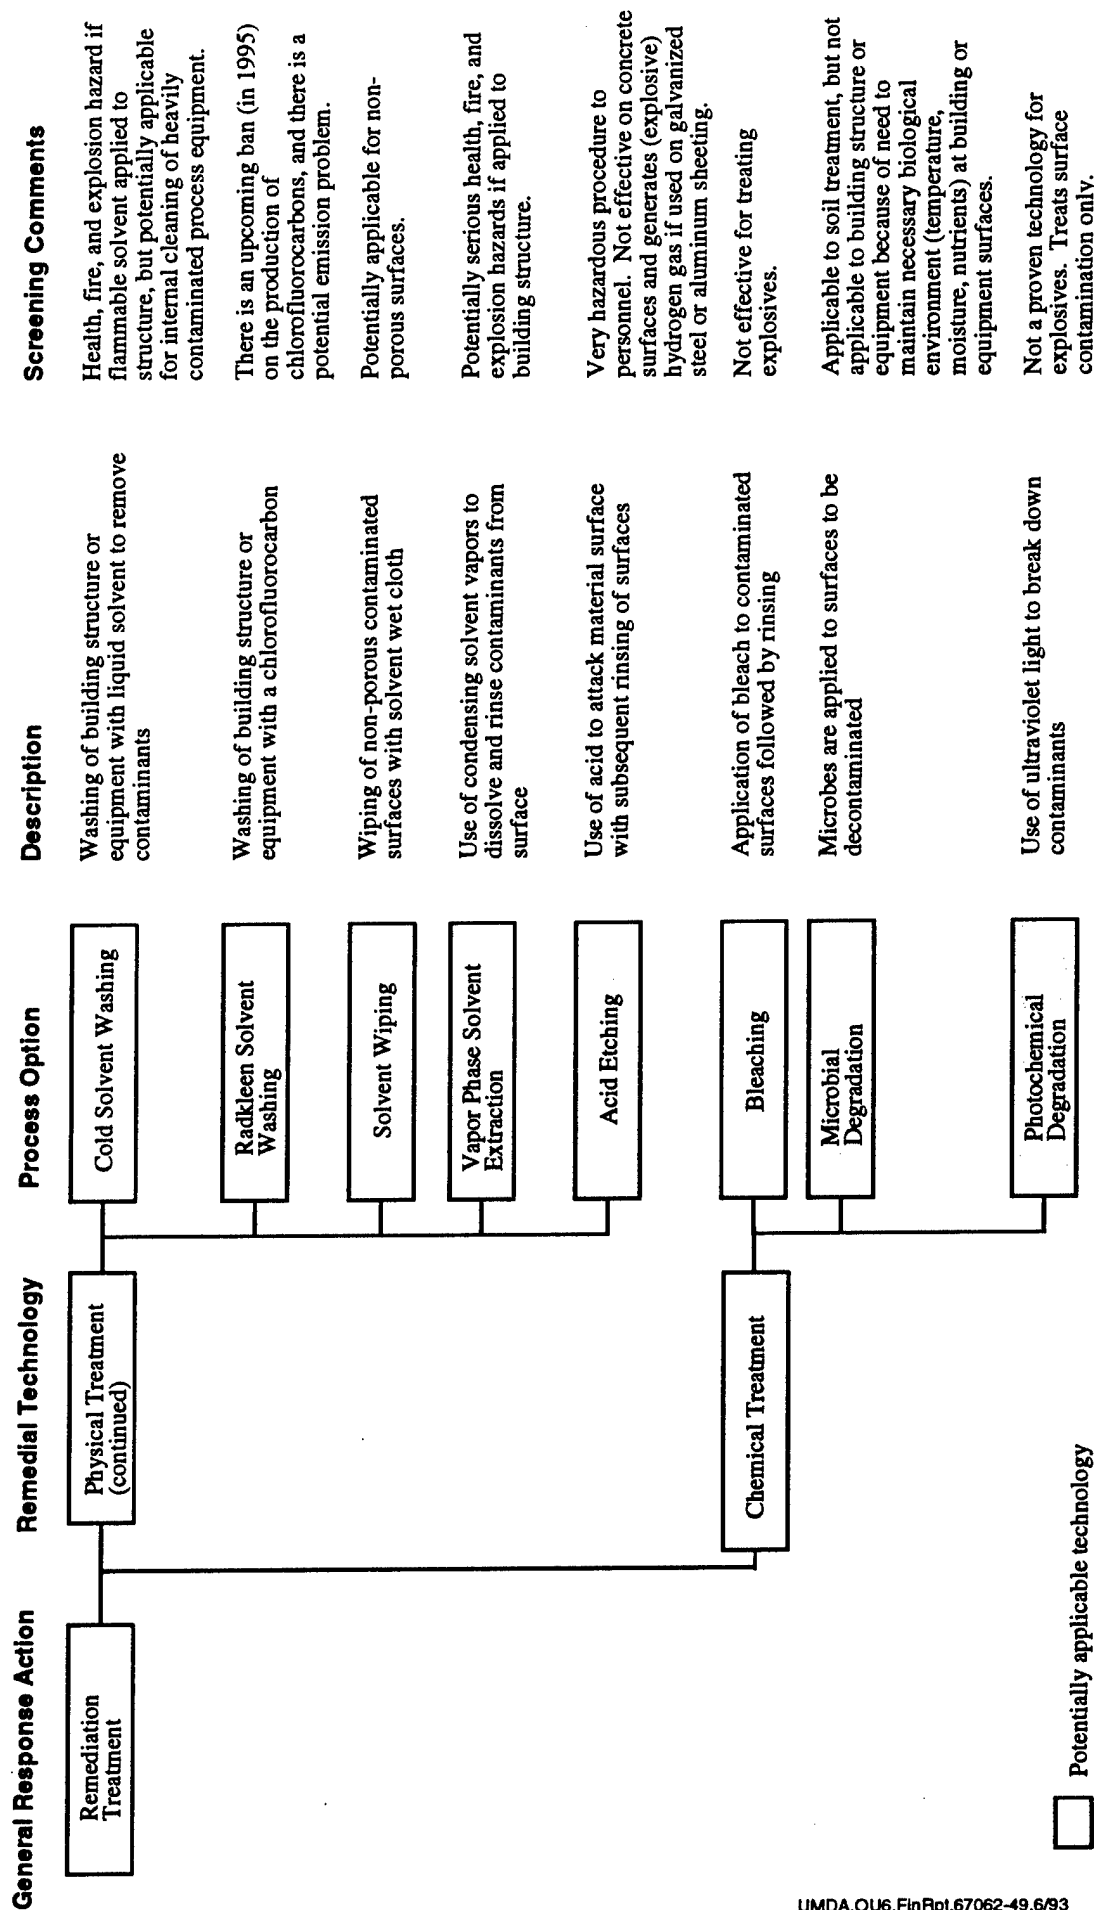 General Response Action
Remedial Technology
Process Option
Description
Screening Comments
Remediation
Treatment
Physical Treatment
(continued)
Cold Solvent Washing
Washing of building structure or
equipment with liquid solvent to remove
contaminants
Health, fire, and explosion hazard if
flammable solvent applied to
structure, but potentially applicable
for internal cleaning of heavily
contaminated process equipment.
Radkleen Solvent
Washing
Washing of building structure or
equipment with a chlorofluorocarbon
There is an upcoming ban (in 1995)
on the production of
chlorofluorocarbons, and there is a
potential emission problem.
Solvent Wiping
Wiping of non-porous contaminated
surfaces with solvent wet cloth
Potentially applicable for non-
porous surfaces.
Vapor Phase Solvent
Extraction
Use of condensing solvent vapors to
dissolve and rinse contaminants from
surface
Potentially serious health, fire, and
explosion hazards if applied to
building structure.
Acid Etching
Use of acid to attack material surface
with subsequent rinsing of surfaces
Very hazardous procedure to
personnel. Not effective on concrete
surfaces and generates (explosive)
hydrogen gas if used on galvanized
steel or aluminum sheeting.
Chemical Treatment
Bleaching
Application of bleach to contaminated
surfaces followed by rinsing
Not effective for treating
explosives.
Microbial
Degradation
Microbes are applied to surfaces to be
decontaminated
Applicable to soil treatment, but not
applicable to building structure or
equipment because of need to
maintain necessary biological
environment (temperature,
moisture, nutrients) at building or
equipment surfaces.
Photochemical
Degradation
Use of ultraviolet light to break down
contaminants
Not a proven technology for
explosives. Treats surface
contamination only.
Potentially applicable technology
UMDA.OU6.FinRpt.67062-49.6/93